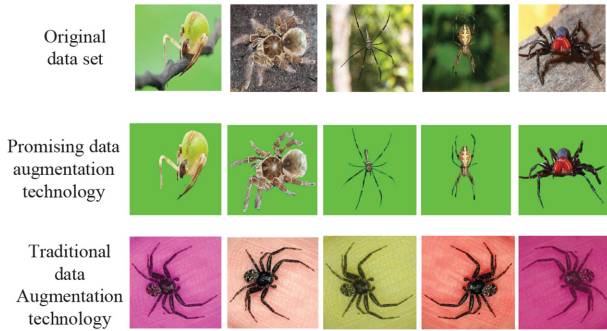 Original
data set
Promising data
augmentation
technology
Traditional
data
Augmentation
technology